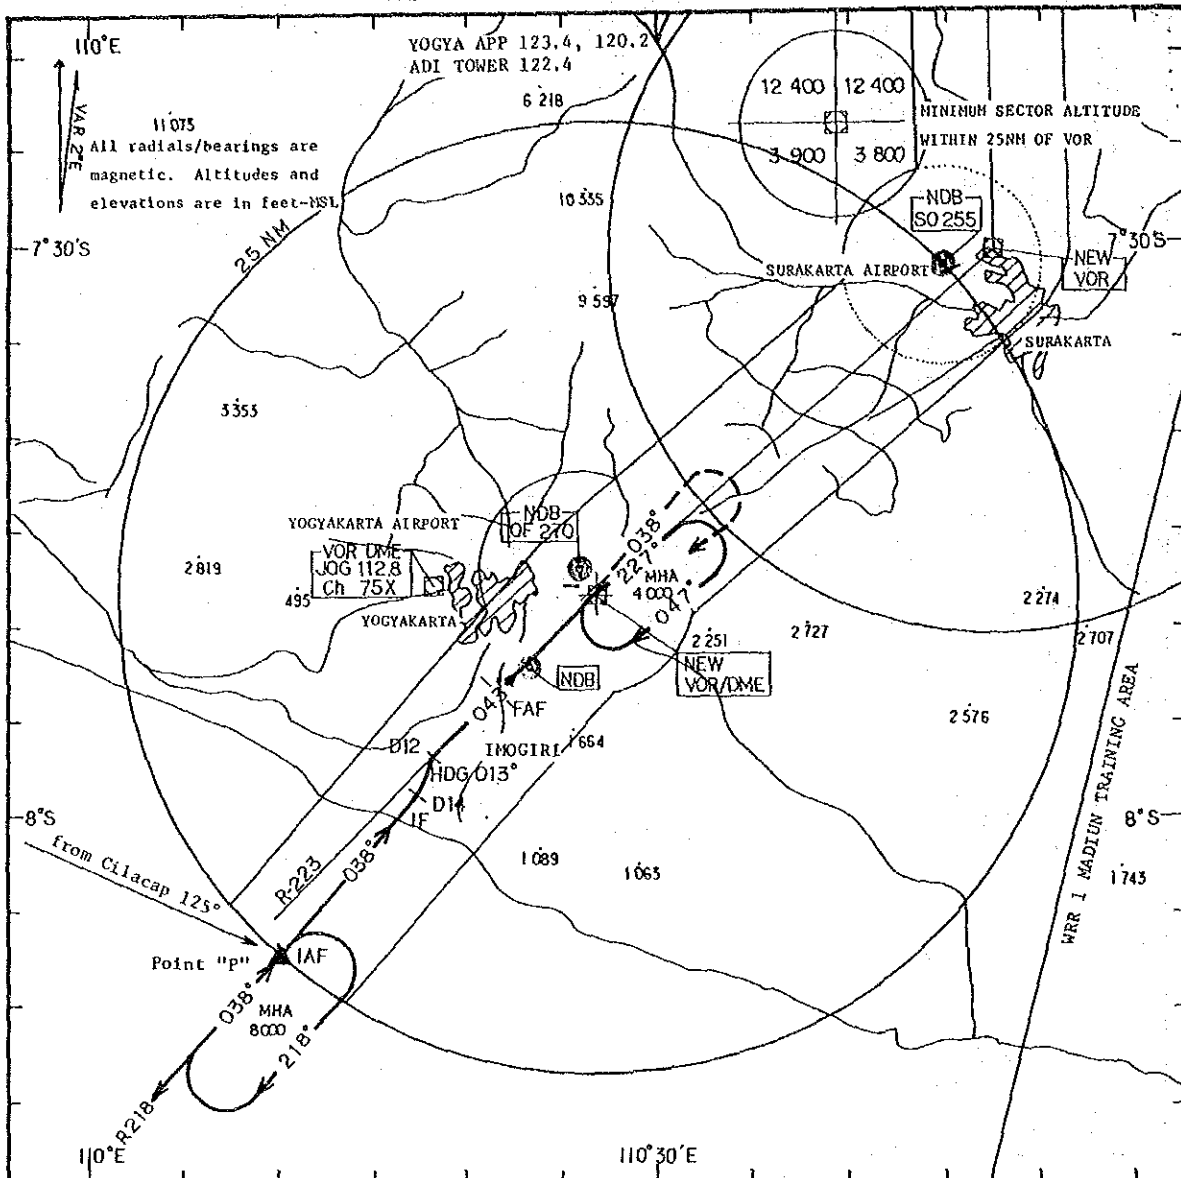 110°E
YOGYA APP 123.4, 120.2
ADI TOWER 122.4
VAR 2°E
11075
6 218
All radials/bearings are
magnetic. Altitudes and
elevations are in feet-MSL
12 400
12 400
3 900
3 800
MINIMUM SECTOR ALTITUDE
WITHIN 25NM OF VOR
10 335
NDB
SO 255
7°30'S
25 NM
7°30'S
SURAKARTA AIRPORT
NEW
VOR
9 597
SURAKARTA
3 353
YOGYAKARTA AIRPORT
NDB
OF 270
038°
227°
VOR DME
JOG 112.8
Ch 75X
2 819
MHA
4 000
047°
495
YOGYAKARTA
2 274
2 251
2 727
2 707
NEW
VOR/DME
NDB
043°
FAF
2 576
D12
IMOGIRI
1 664
HDG 013°
D14
IF
8°S
8°S
from Cilacap 125°
R-223
038°
1 089
1 063
1 743
WRR 1 MADIUN TRAINING AREA
Point "P"
IAF
038°
MHA
8000
218°
R218
110°E
110°30'E